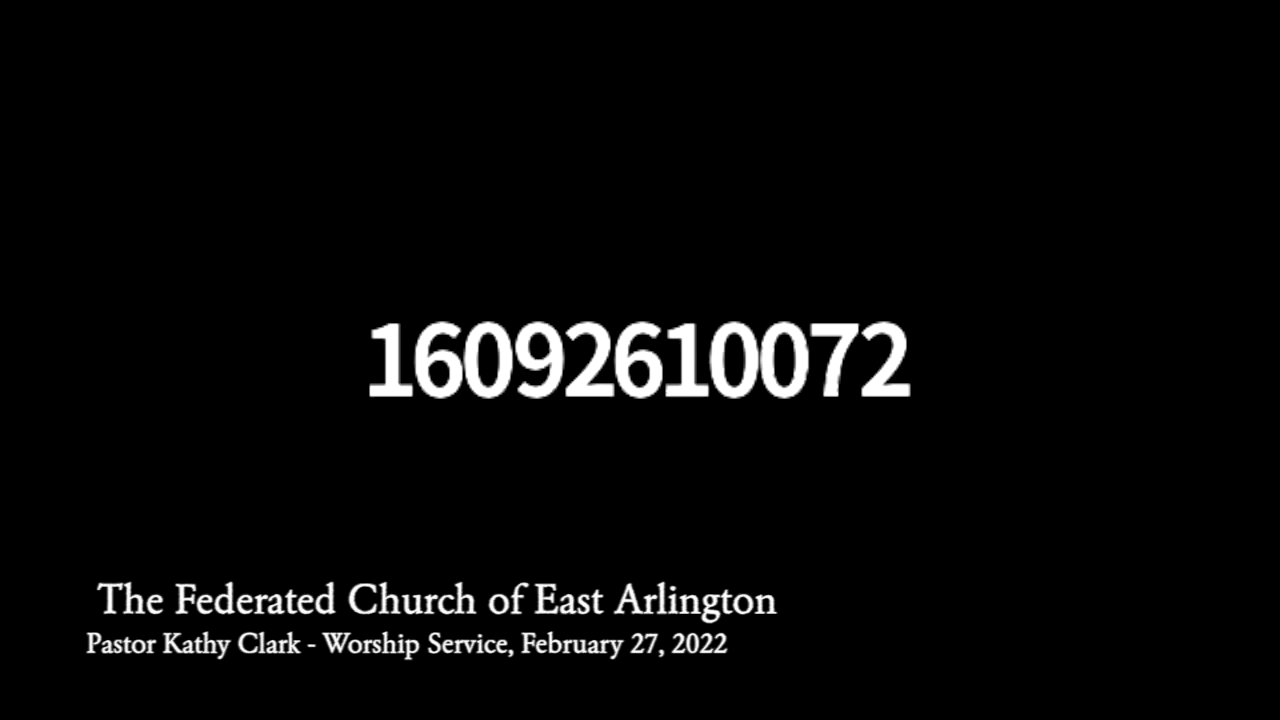 16092610072
The Federated Church of East Arlington
Pastor Kathy Clark - Worship Service, February 27, 2022